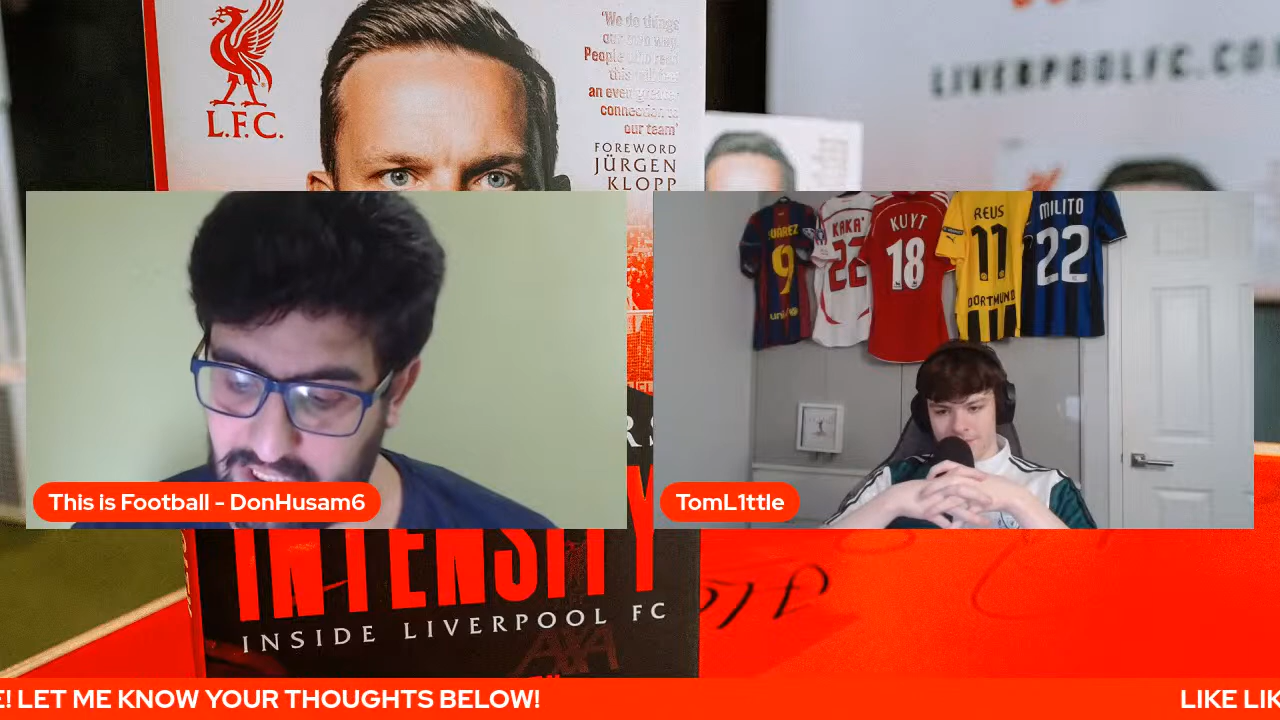 L.F.C.
'We do things
our own way.
People who read
this will feel
an even greater
connection to
our team'
FOREWORD
JÜRGEN
KLOPP
LIVERPOOLFC.CO
SUÁREZ
9
KAKA'
22
KUYT
18
REUS
11
DORTMUND
MILITO
22
This is Football - DonHusam6
TomL1ttle
INTENSITY
INSIDE LIVERPOOL FC
AXA
E! LET ME KNOW YOUR THOUGHTS BELOW!
LIKE LIK